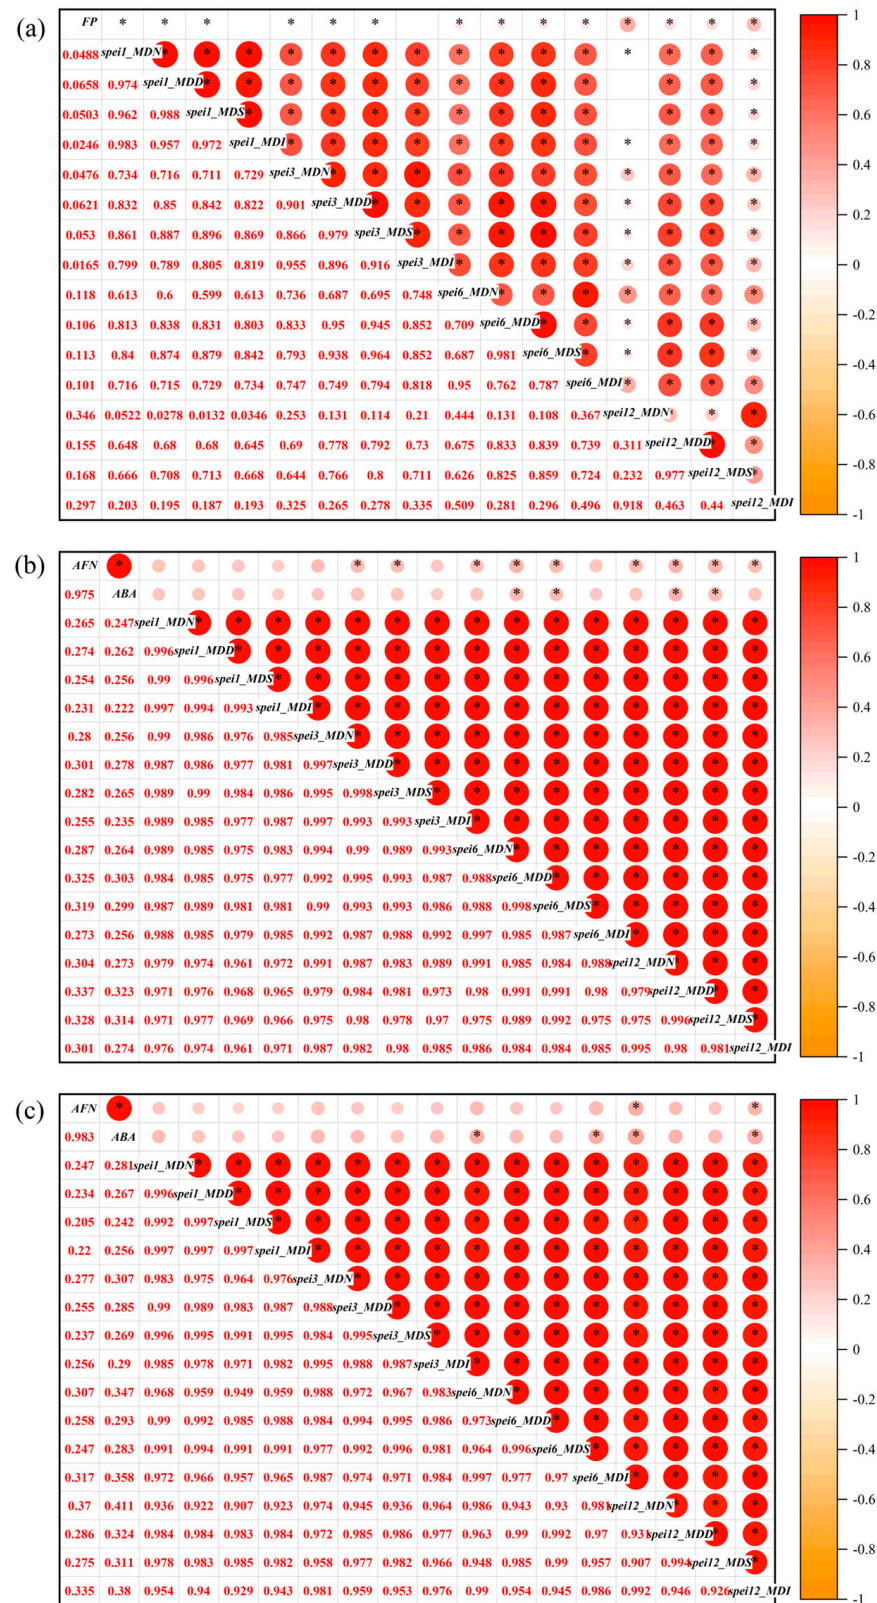 (a)
FP * * * * * * * * * * * * * *
0.0488 spei1_MDN * * * * * * * * * * * * * * *
0.0658 0.974 spei1_MDD * * * * * * * * * * * * *
0.0503 0.962 0.988 spei1_MDS * * * * * * * * * * * *
0.0246 0.983 0.957 0.972 spei1_MDI * * * * * * * * * * * *
0.0476 0.734 0.716 0.711 0.729 spei3_MDN * * * * * * * * * * *
0.0621 0.832 0.85 0.842 0.822 0.901 spei3_MDD * * * * * * * * * *
0.053 0.861 0.887 0.896 0.869 0.866 0.979 spei3_MDS * * * * * * * * *
0.0165 0.799 0.789 0.805 0.819 0.955 0.896 0.916 spei3_MDI * * * * * * * *
0.118 0.613 0.6 0.599 0.613 0.736 0.687 0.695 0.748 spei6_MDN * * * * * * *
0.106 0.813 0.838 0.831 0.803 0.833 0.95 0.945 0.852 0.709 spei6_MDD * * * * * *
0.113 0.84 0.874 0.879 0.842 0.793 0.938 0.964 0.852 0.687 0.981 spei6_MDS * * * * *
0.101 0.716 0.715 0.729 0.734 0.747 0.749 0.794 0.818 0.95 0.762 0.787 spei6_MDI * * * *
0.346 0.0522 0.0278 0.0132 0.0346 0.253 0.131 0.114 0.21 0.444 0.131 0.108 0.367 spei12_MDN * * *
0.155 0.648 0.68 0.68 0.645 0.69 0.778 0.792 0.73 0.675 0.833 0.839 0.739 0.311 spei12_MDD * *
0.168 0.666 0.708 0.713 0.668 0.644 0.766 0.8 0.711 0.626 0.825 0.859 0.724 0.232 0.977 spei12_MDS *
0.297 0.203 0.195 0.187 0.193 0.325 0.265 0.278 0.335 0.509 0.281 0.296 0.496 0.918 0.463 0.44 spei12_MDI
1
0.8
0.6
0.4
0.2
0
-0.2
-0.4
-0.6
-0.8
-1
(b)
AFN * * * * * * * * * *
0.975 ABA * * * *
0.265 0.247 spei1_MDN * * * * * * * * * * * * * * *
0.274 0.262 0.996 spei1_MDD * * * * * * * * * * * * * *
0.254 0.256 0.99 0.996 spei1_MDS * * * * * * * * * * * * *
0.231 0.222 0.997 0.994 0.993 spei1_MDI * * * * * * * * * * * *
0.28 0.256 0.99 0.986 0.976 0.985 spei3_MDN * * * * * * * * * * *
0.301 0.278 0.987 0.986 0.977 0.981 0.997 spei3_MDD * * * * * * * * * *
0.282 0.265 0.989 0.99 0.984 0.986 0.995 0.998 spei3_MDS * * * * * * * * *
0.255 0.235 0.989 0.985 0.977 0.987 0.997 0.993 0.993 spei3_MDI * * * * * * * *
0.287 0.264 0.989 0.985 0.975 0.983 0.994 0.99 0.989 0.993 spei6_MDN * * * * * * *
0.325 0.303 0.984 0.985 0.975 0.977 0.992 0.995 0.993 0.987 0.988 spei6_MDD * * * * * *
0.319 0.299 0.987 0.989 0.981 0.981 0.99 0.993 0.993 0.986 0.988 0.998 spei6_MDS * * * * *
0.273 0.256 0.988 0.985 0.979 0.985 0.992 0.987 0.988 0.992 0.997 0.985 0.987 spei6_MDI * * * *
0.304 0.273 0.979 0.974 0.961 0.972 0.991 0.987 0.983 0.989 0.991 0.985 0.984 0.988 spei12_MDN * * *
0.337 0.323 0.971 0.976 0.968 0.965 0.979 0.984 0.981 0.973 0.98 0.991 0.991 0.98 0.979 spei12_MDD * *
0.328 0.314 0.971 0.977 0.969 0.966 0.975 0.98 0.978 0.97 0.975 0.989 0.992 0.975 0.975 0.996 spei12_MDS *
0.301 0.274 0.976 0.974 0.961 0.971 0.987 0.982 0.98 0.985 0.986 0.984 0.984 0.985 0.995 0.98 0.981 spei12_MDI
1
0.8
0.6
0.4
0.2
0
-0.2
-0.4
-0.6
-0.8
-1
(c)
AFN * * *
0.983 ABA * * * *
0.247 0.281 spei1_MDN * * * * * * * * * * * * * * *
0.234 0.267 0.996 spei1_MDD * * * * * * * * * * * * * *
0.205 0.242 0.992 0.997 spei1_MDS * * * * * * * * * * * * *
0.22 0.256 0.997 0.997 0.997 spei1_MDI * * * * * * * * * * * *
0.277 0.307 0.983 0.975 0.964 0.976 spei3_MDN * * * * * * * * * * *
0.255 0.285 0.99 0.989 0.983 0.987 0.988 spei3_MDD * * * * * * * * * *
0.237 0.269 0.996 0.995 0.991 0.995 0.984 0.995 spei3_MDS * * * * * * * * *
0.256 0.29 0.985 0.978 0.971 0.982 0.995 0.988 0.987 spei3_MDI * * * * * * * *
0.307 0.347 0.968 0.959 0.949 0.959 0.988 0.972 0.967 0.983 spei6_MDN * * * * * * *
0.258 0.293 0.99 0.992 0.985 0.988 0.984 0.994 0.995 0.986 0.973 spei6_MDD * * * * * *
0.247 0.283 0.991 0.994 0.991 0.991 0.977 0.992 0.996 0.981 0.964 0.996 spei6_MDS * * * * *
0.317 0.358 0.972 0.966 0.957 0.965 0.987 0.974 0.971 0.984 0.997 0.977 0.97 spei6_MDI * * * *
0.37 0.411 0.936 0.922 0.907 0.923 0.974 0.945 0.936 0.964 0.986 0.943 0.93 0.981 spei12_MDN * * *
0.286 0.324 0.984 0.984 0.983 0.984 0.972 0.985 0.986 0.977 0.963 0.99 0.992 0.97 0.931 spei12_MDD * *
0.275 0.311 0.978 0.983 0.985 0.982 0.958 0.977 0.982 0.966 0.948 0.985 0.99 0.957 0.907 0.994 spei12_MDS *
0.335 0.38 0.954 0.94 0.929 0.943 0.981 0.959 0.953 0.976 0.99 0.954 0.945 0.986 0.992 0.946 0.926 spei12_MDI
1
0.8
0.6
0.4
0.2
0
-0.2
-0.4
-0.6
-0.8
-1